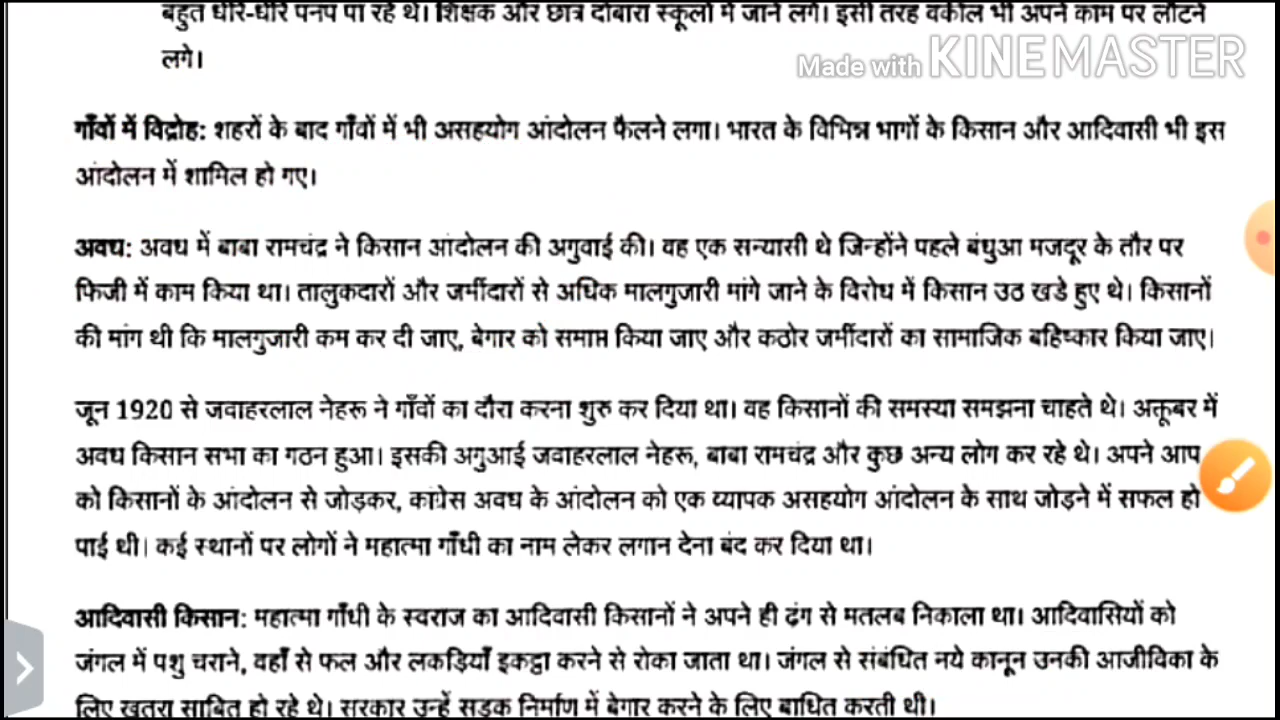 बहुत धीरे-धीरे पनप पा रहे थे। शिक्षक और छात्र दोबारा स्कूलों में जाने लगे। इसी तरह वकील भी अपने काम पर लौटने
लगे।
Made with KINEMASTER
गाँवों में विद्रोह: शहरों के बाद गाँवों में भी असहयोग आंदोलन फैलने लगा। भारत के विभिन्न भागों के किसान और आदिवासी भी इस
आंदोलन में शामिल हो गए।
अवध: अवध में बाबा रामचंद्र ने किसान आंदोलन की अगुवाई की। वह एक सन्यासी थे जिन्होंने पहले बंधुआ मजदूर के तौर पर
फिजी में काम किया था। तालुकदारों और जमींदारों से अधिक मालगुजारी मांगे जाने के विरोध में किसान उठ खडे हुए थे। किसानों
की मांग थी कि मालगुजारी कम कर दी जाए, बेगार को समाप्त किया जाए और कठोर जमींदारों का सामाजिक बहिष्कार किया जाए।
जून 1920 से जवाहरलाल नेहरू ने गाँवों का दौरा करना शुरु कर दिया था। वह किसानों की समस्या समझना चाहते थे। अक्तूबर में
अवध किसान सभा का गठन हुआ। इसकी अगुआई जवाहरलाल नेहरू, बाबा रामचंद्र और कुछ अन्य लोग कर रहे थे। अपने आप
को किसानों के आंदोलन से जोड़कर, कांग्रेस अवध के आंदोलन को एक व्यापक असहयोग आंदोलन के साथ जोड़ने में सफल हो
पाई थी। कई स्थानों पर लोगों ने महात्मा गाँधी का नाम लेकर लगान देना बंद कर दिया था।
आदिवासी किसान: महात्मा गाँधी के स्वराज का आदिवासी किसानों ने अपने ही ढ़ंग से मतलब निकाला था। आदिवासियों को
जंगल में पशु चराने, वहाँ से फल और लकड़ियाँ इकट्ठा करने से रोका जाता था। जंगल से संबंधित नये कानून उनकी आजीविका के
लिए खतरा साबित हो रहे थे। सरकार उन्हें सड़क निर्माण में बेगार करने के लिए बाधित करती थी।